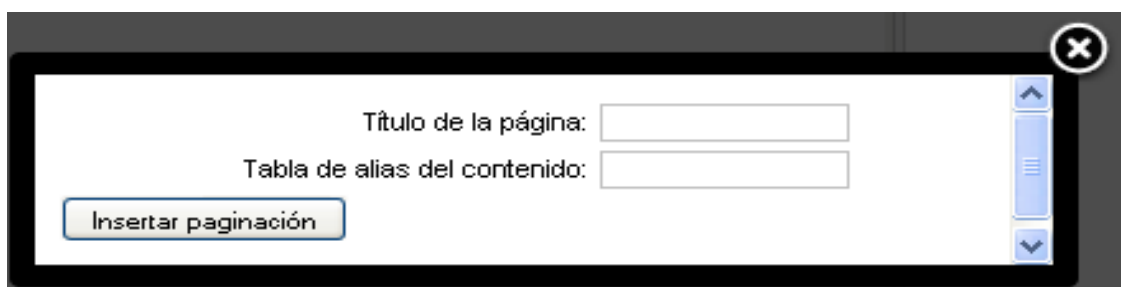 Título de la página:
Tabla de alias del contenido:
Insertar paginación